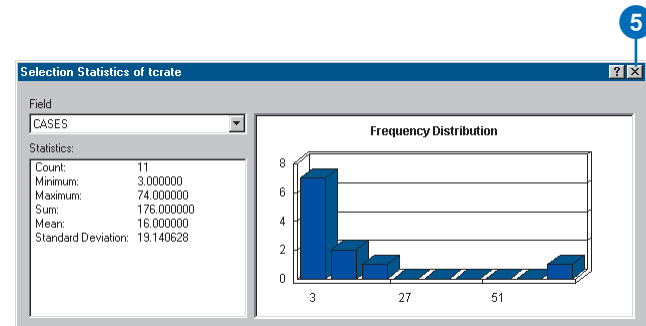 5
Selection Statistics of tcrate
? ×
Field
CASES
Statistics:
Count: 11
Minimum: 3.000000
Maximum: 74.000000
Sum: 176.000000
Mean: 16.000000
Standard Deviation: 19.140628
Frequency Distribution
8
6
4
2
0
3 27 51